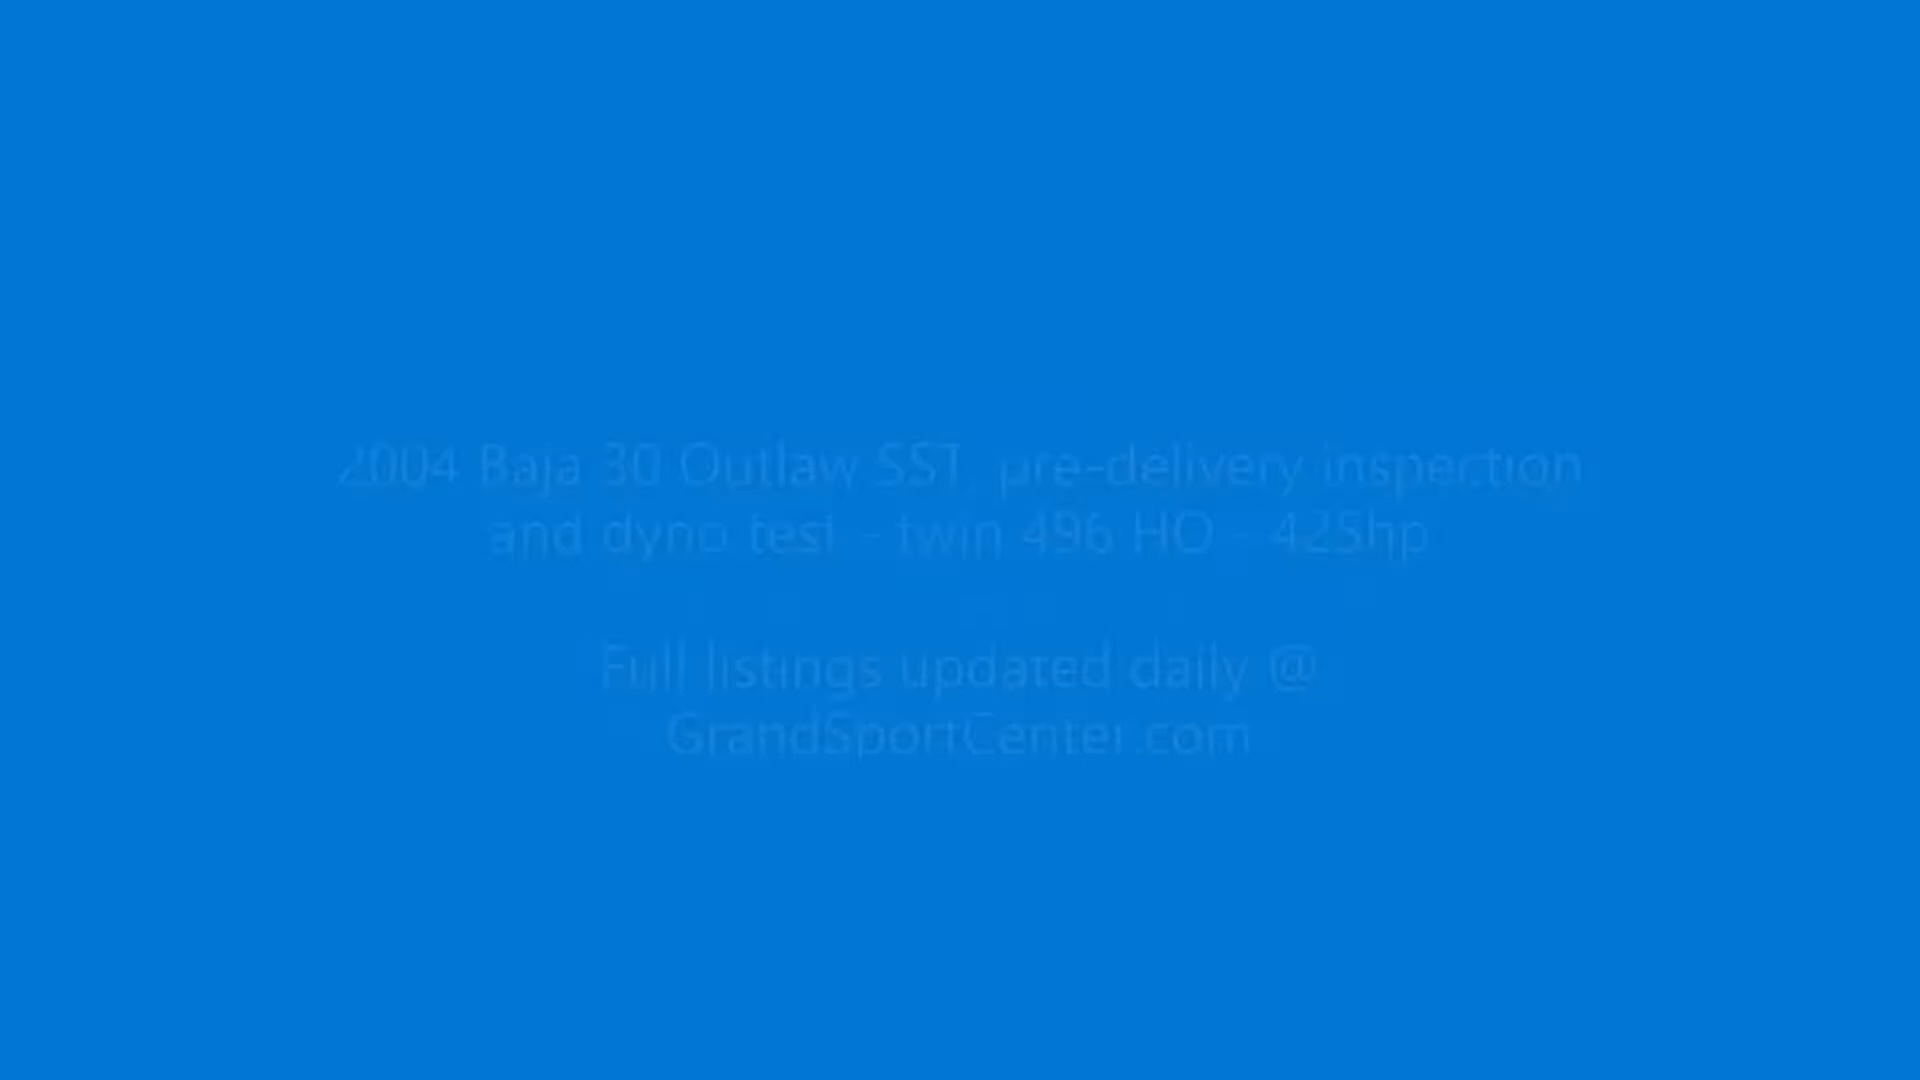 2004 Baja 30 Outlaw SST, pre-delivery inspection
and dyno test - twin 496 HO - 425hp
Full listings updated daily @
GrandSportCenter.com